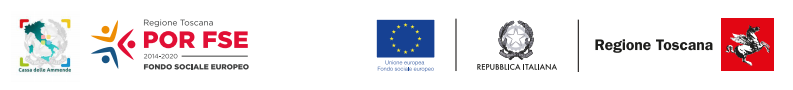 Cassa delle Ammende
Regione Toscana
POR FSE
2014-2020
FONDO SOCIALE EUROPEO
Unione europea
Fondo sociale europeo
REPUBBLICA ITALIANA
Regione Toscana